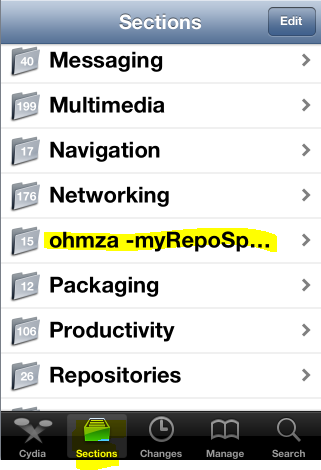 Sections
Edit
40 Messaging
199 Multimedia
17 Navigation
176 Networking
15 ohmza -myRepoSp...
12 Packaging
106 Productivity
26 Repositories
Cydia Sections Changes Manage Search